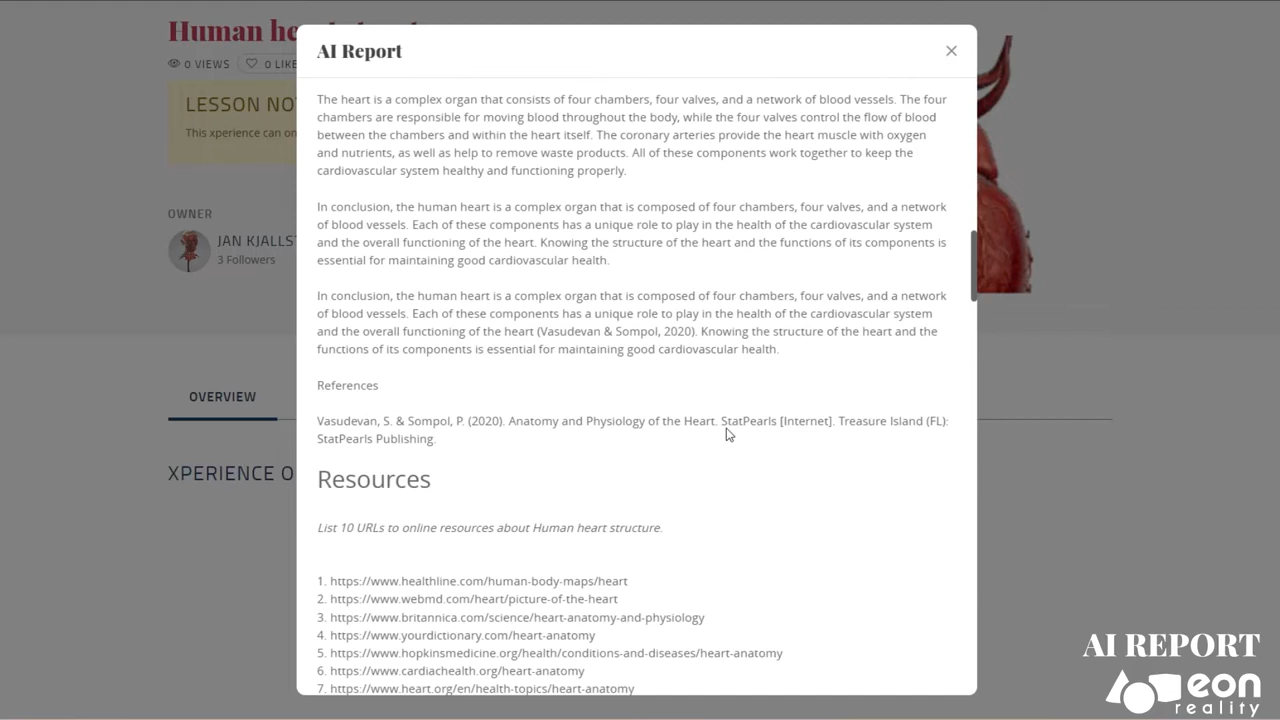 Human he
0 VIEWS
0 LIKE
LESSON NO
This xperience can on
OWNER
JAN KJALLST
3 Followers
OVERVIEW
XPERIENCE O
AI Report
The heart is a complex organ that consists of four chambers, four valves, and a network of blood vessels. The four
chambers are responsible for moving blood throughout the body, while the four valves control the flow of blood
between the chambers and within the heart itself. The coronary arteries provide the heart muscle with oxygen
and nutrients, as well as help to remove waste products. All of these components work together to keep the
cardiovascular system healthy and functioning properly.
In conclusion, the human heart is a complex organ that is composed of four chambers, four valves, and a network
of blood vessels. Each of these components has a unique role to play in the health of the cardiovascular system
and the overall functioning of the heart. Knowing the structure of the heart and the functions of its components is
essential for maintaining good cardiovascular health.
In conclusion, the human heart is a complex organ that is composed of four chambers, four valves, and a network
of blood vessels. Each of these components has a unique role to play in the health of the cardiovascular system
and the overall functioning of the heart (Vasudevan & Sompol, 2020). Knowing the structure of the heart and the
functions of its components is essential for maintaining good cardiovascular health.
References
Vasudevan, S. & Sompol, P. (2020). Anatomy and Physiology of the Heart. StatPearls [Internet]. Treasure Island (FL):
StatPearls Publishing.
Resources
List 10 URLs to online resources about Human heart structure.
1. https://www.healthline.com/human-body-maps/heart
2. https://www.webmd.com/heart/picture-of-the-heart
3. https://www.britannica.com/science/heart-anatomy-and-physiology
4. https://www.yourdictionary.com/heart-anatomy
5. https://www.hopkinsmedicine.org/health/conditions-and-diseases/heart-anatomy
6. https://www.cardiachealth.org/heart-anatomy
7. https://www.heart.org/en/health-topics/heart-anatomy
AI REPORT
eon
reality